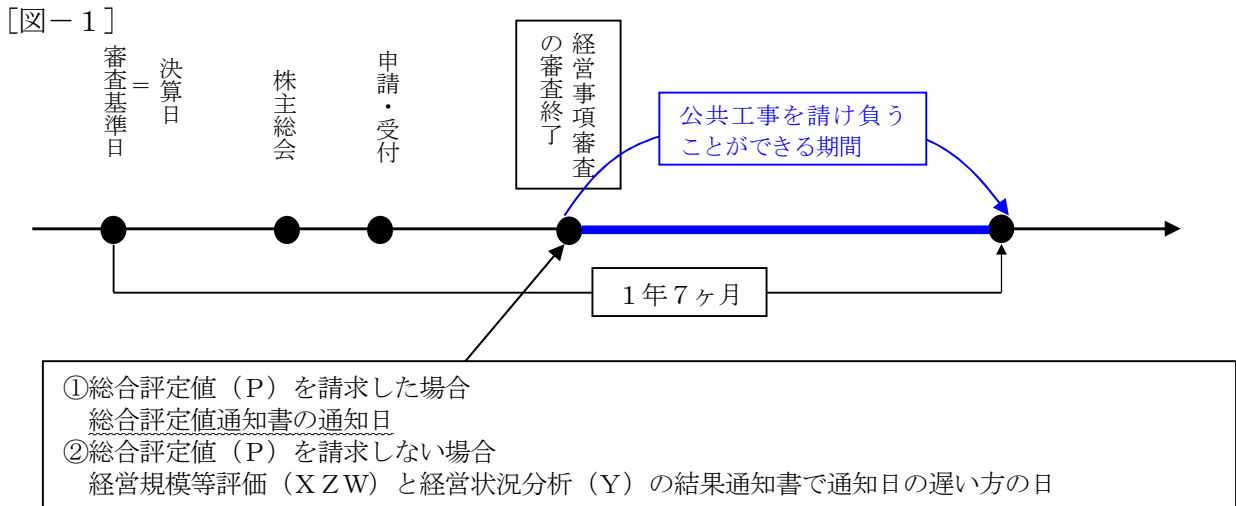 ［図－１］
審査基準日
＝
決算日
株主総会
申請・受付
経営事項審査
の審査終了
公共工事を請け負う
ことができる期間
１年７ヶ月
①総合評定値（Ｐ）を請求した場合
総合評定値通知書の通知日
②総合評定値（Ｐ）を請求しない場合
経営規模等評価（ＸＺＷ）と経営状況分析（Ｙ）の結果通知書で通知日の遅い方の日